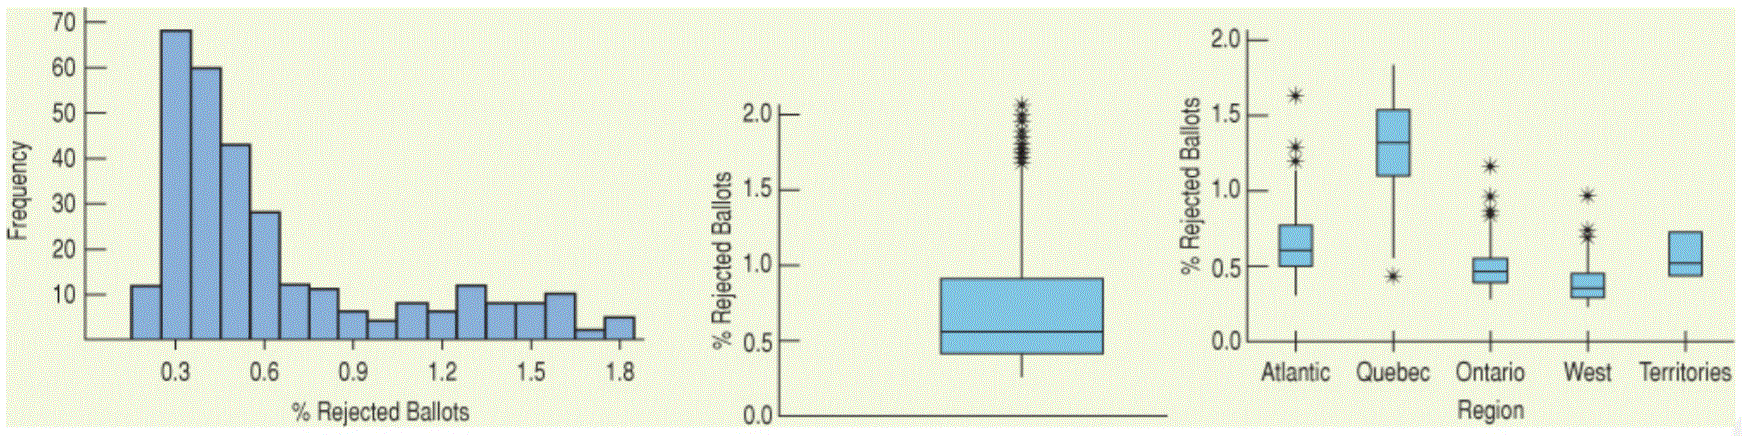 70
60
50
40
30
20
10
Frequency
0.3 0.6 0.9 1.2 1.5 1.8
% Rejected Ballots
2.0
1.5
1.0
0.5
0.0
% Rejected Ballots
2.0
1.5
1.0
0.5
0.0
% Rejected Ballots
Atlantic Quebec Ontario West Territories
Region